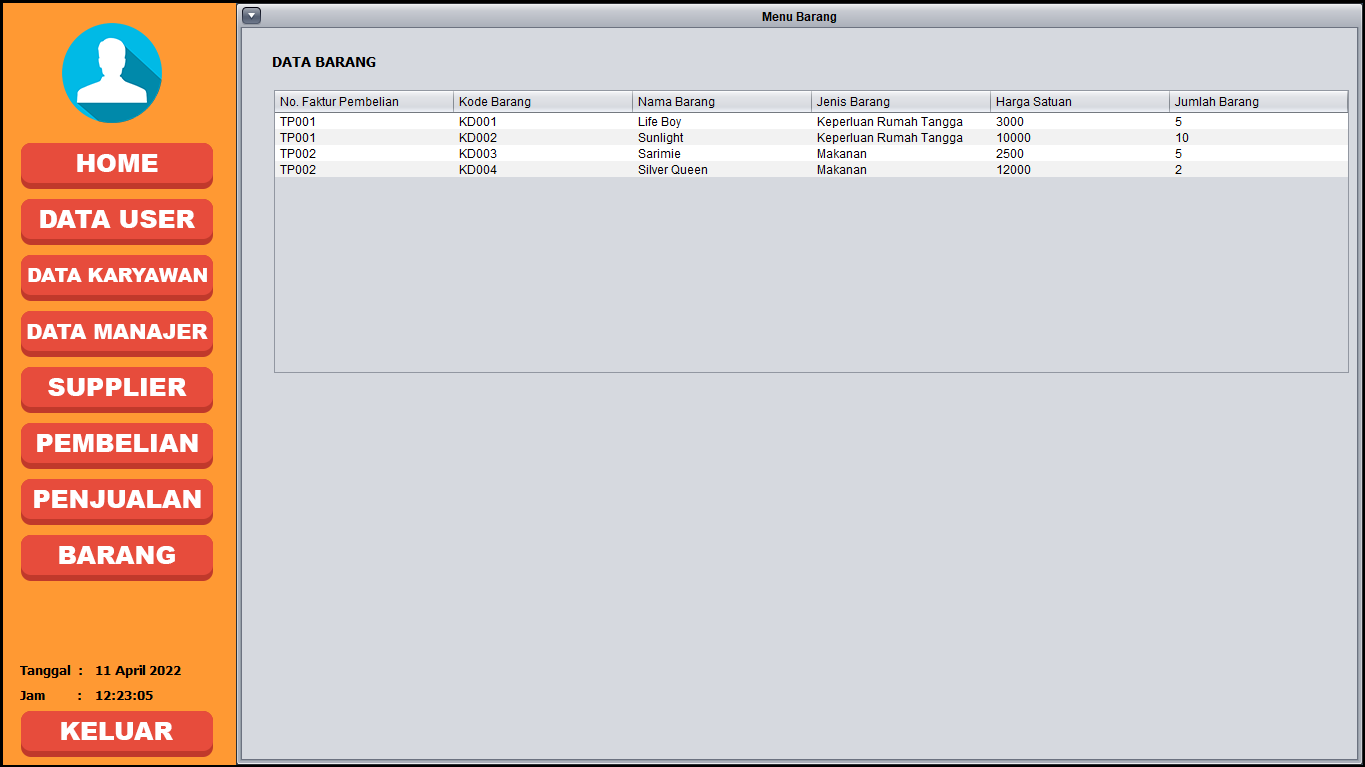 HOME
DATA USER
DATA KARYAWAN
DATA MANAJER
SUPPLIER
PEMBELIAN
PENJUALAN
BARANG
Tanggal : 11 April 2022
Jam : 12:23:05
KELUAR
Menu Barang
DATA BARANG
No. Faktur Pembelian Kode Barang Nama Barang Jenis Barang Harga Satuan Jumlah Barang
TP001 KD001 Life Boy Keperluan Rumah Tangga 3000 5
TP001 KD002 Sunlight Keperluan Rumah Tangga 10000 10
TP002 KD003 Sarimie Makanan 2500 5
TP002 KD004 Silver Queen Makanan 12000 2